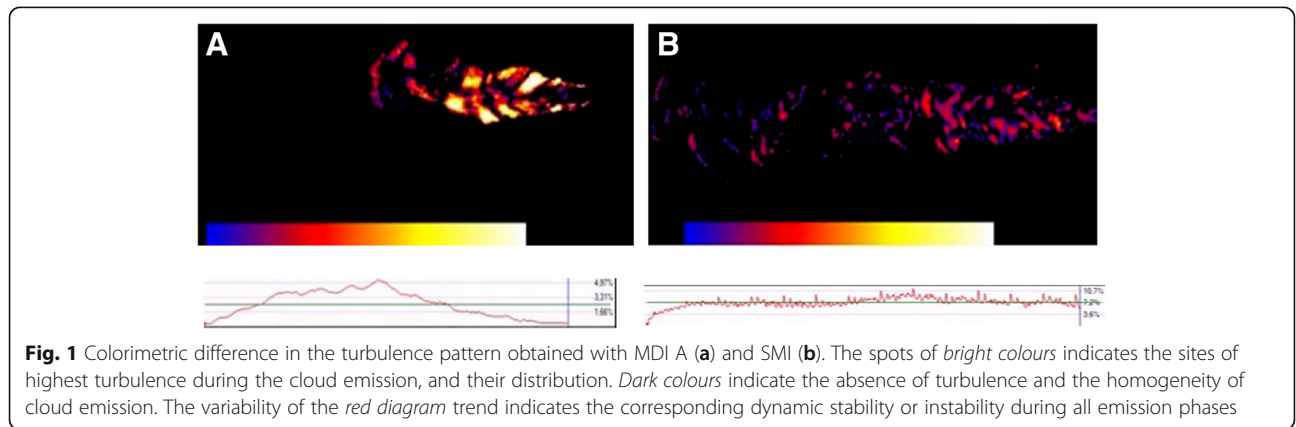 A
B
4,97%
3,31%
1,66%
10,7%
7,2%
3,6%
Fig. 1 Colorimetric difference in the turbulence pattern obtained with MDI A (a) and SMI (b). The spots of bright colours indicates the sites of
highest turbulence during the cloud emission, and their distribution. Dark colours indicate the absence of turbulence and the homogeneity of
cloud emission. The variability of the red diagram trend indicates the corresponding dynamic stability or instability during all emission phases